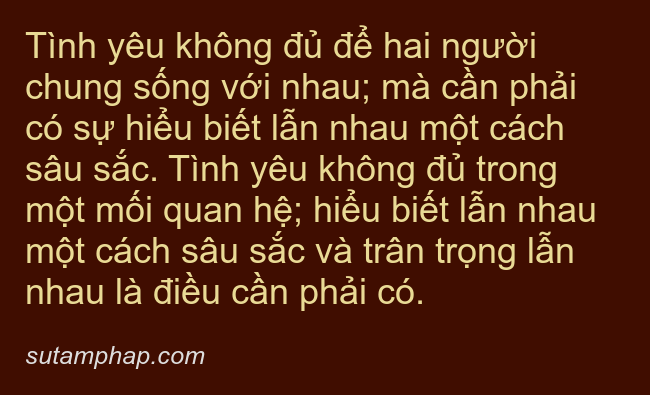 Tình yêu không đủ để hai người
chung sống với nhau; mà cần phải
có sự hiểu biết lẫn nhau một cách
sâu sắc. Tình yêu không đủ trong
một mối quan hệ; hiểu biết lẫn nhau
một cách sâu sắc và trân trọng lẫn
nhau là điều cần phải có.
sutamphap.com